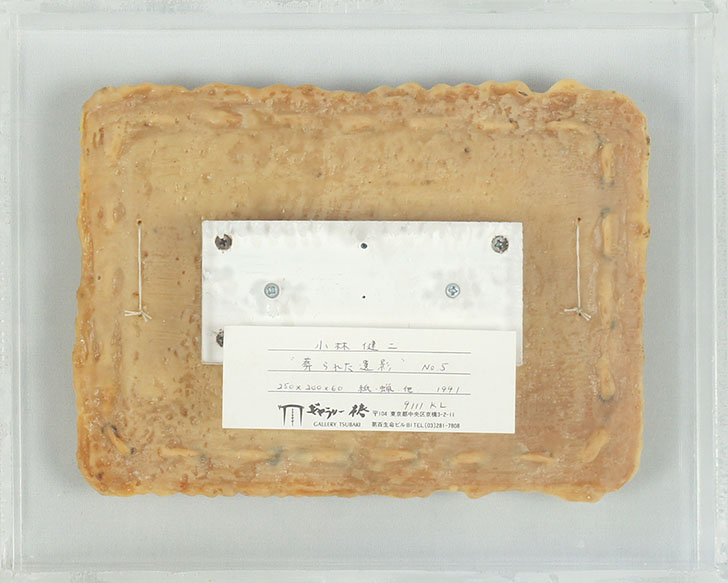 小林健二
'葬られた遺影' No.5
250×300×60 紙・蝋 他 1991
9111 KL
ギャラリー 椿 〒104 東京都中央区京橋3-2-11
GALLERY TSUBAKI 第百生命ビルB1 TEL.(03)281-7808